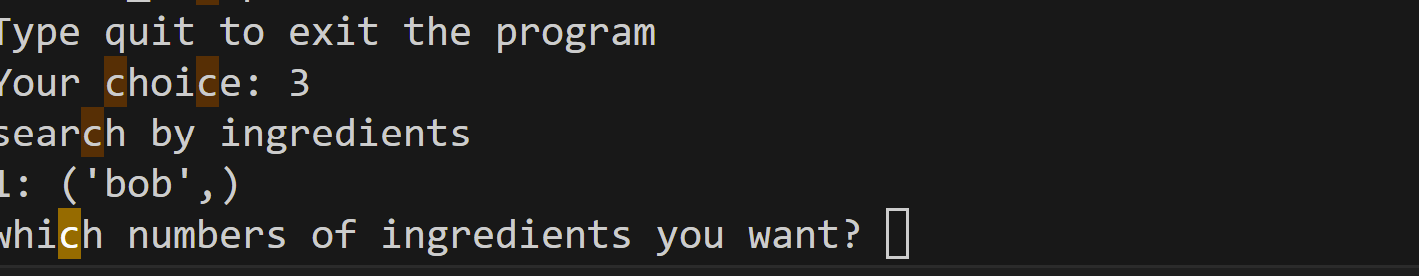 Type quit to exit the program
Your choice: 3
search by ingredients
1: ('bob',)
which numbers of ingredients you want?